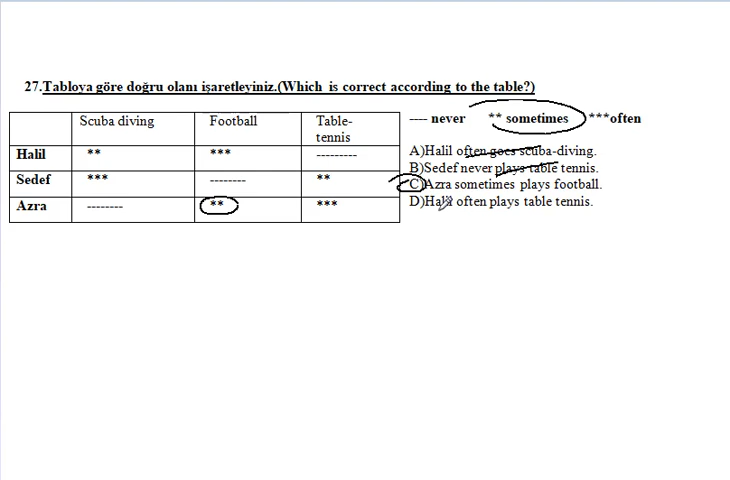 27.Tabloya göre doğru olanı işaretleyiniz.(Which is correct according to the table?)
Scuba diving Football Table-tennis
Halil ** *** ---------
Sedef *** -------- **
Azra -------- ** ***
---- never ** sometimes ***often
A)Halil often goes scuba-diving.
B)Sedef never plays table tennis.
C)Azra sometimes plays football.
D)Halil often plays table tennis.